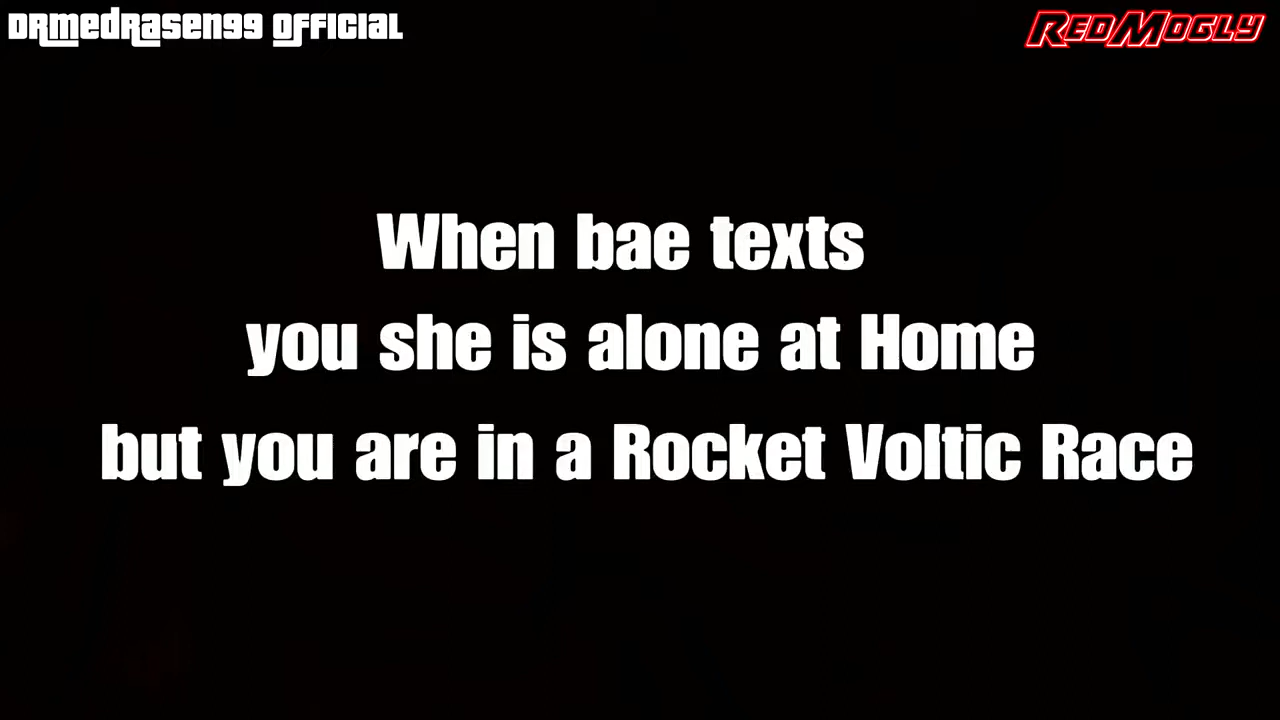 DRMEDRASEN99 OFFICIAL
REDMOGLY
When bae texts
you she is alone at Home
but you are in a Rocket Voltic Race